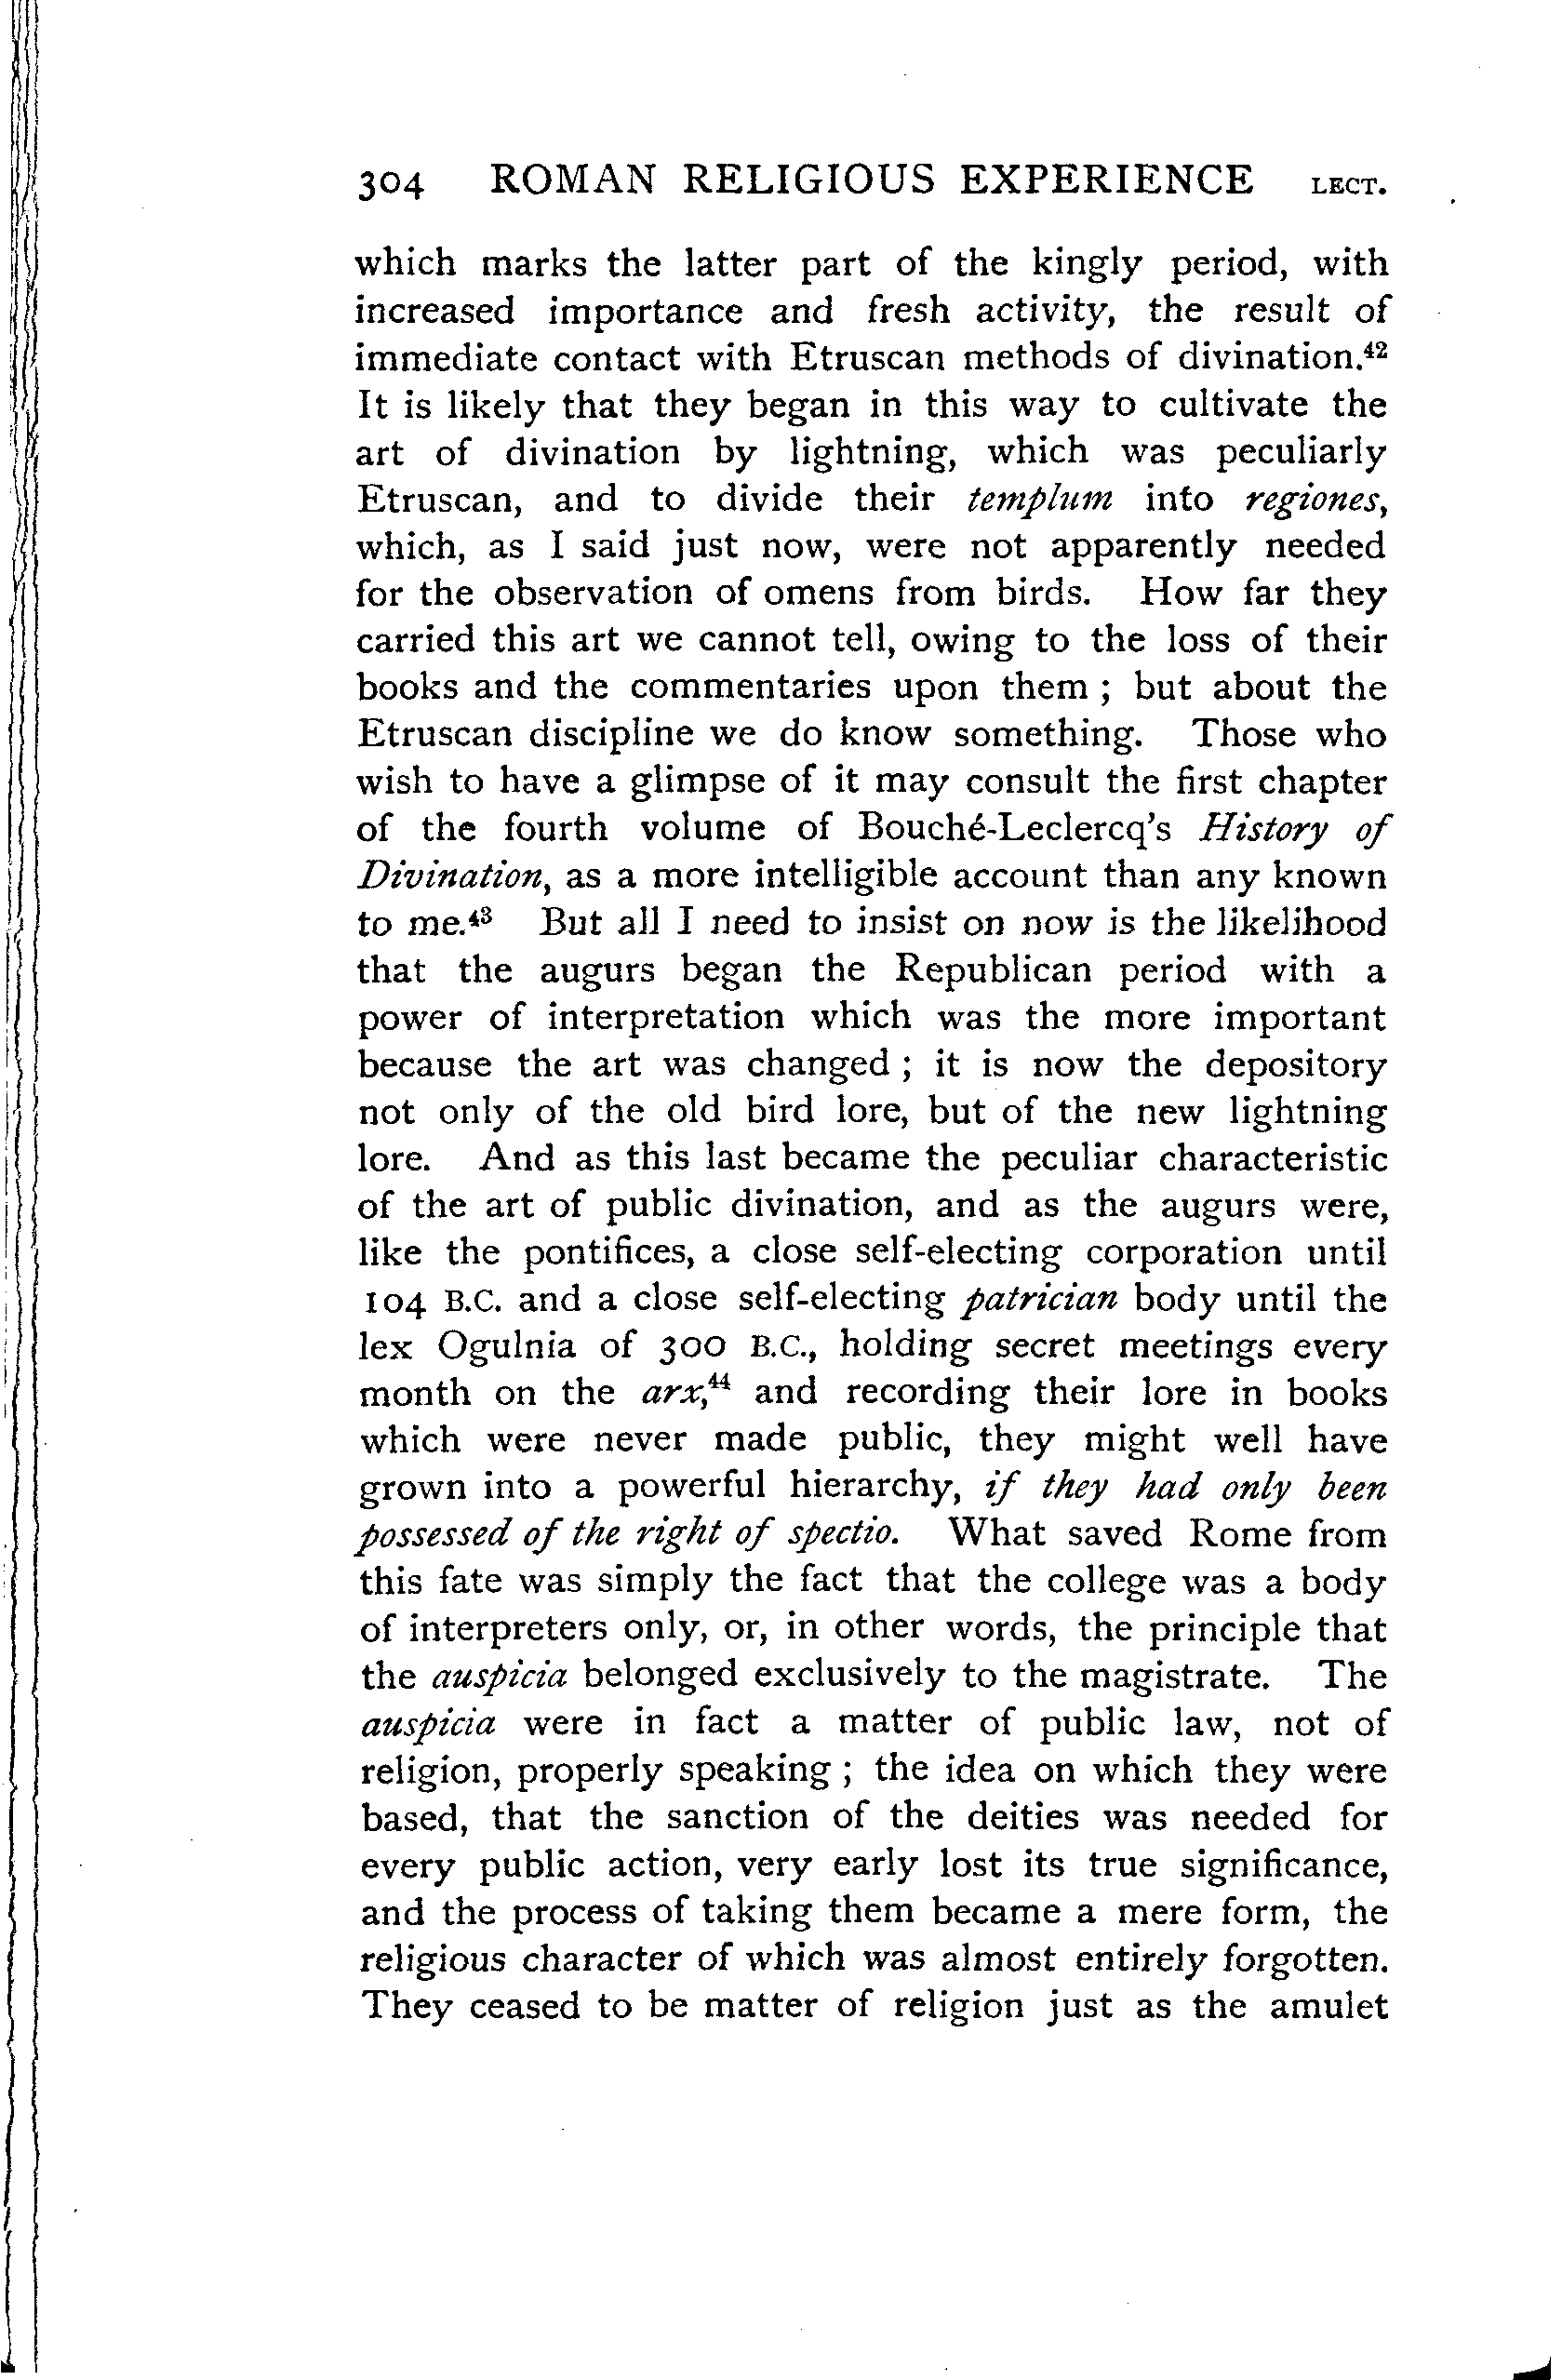 304 ROMAN RELIGIOUS EXPERIENCE LECT.
which marks the latter part of the kingly period, with
increased importance and fresh activity, the result of
immediate contact with Etruscan methods of divination.⁴²
It is likely that they began in this way to cultivate the
art of divination by lightning, which was peculiarly
Etruscan, and to divide their templum into regiones,
which, as I said just now, were not apparently needed
for the observation of omens from birds. How far they
carried this art we cannot tell, owing to the loss of their
books and the commentaries upon them ; but about the
Etruscan discipline we do know something. Those who
wish to have a glimpse of it may consult the first chapter
of the fourth volume of Bouché-Leclercq's History of
Divination, as a more intelligible account than any known
to me.⁴³ But all I need to insist on now is the likelihood
that the augurs began the Republican period with a
power of interpretation which was the more important
because the art was changed ; it is now the depository
not only of the old bird lore, but of the new lightning
lore. And as this last became the peculiar characteristic
of the art of public divination, and as the augurs were,
like the pontifices, a close self-electing corporation until
104 B.C. and a close self-electing patrician body until the
lex Ogulnia of 300 B.C., holding secret meetings every
month on the arx,⁴⁴ and recording their lore in books
which were never made public, they might well have
grown into a powerful hierarchy, if they had only been
possessed of the right of spectio. What saved Rome from
this fate was simply the fact that the college was a body
of interpreters only, or, in other words, the principle that
the auspicia belonged exclusively to the magistrate. The
auspicia were in fact a matter of public law, not of
religion, properly speaking ; the idea on which they were
based, that the sanction of the deities was needed for
every public action, very early lost its true significance,
and the process of taking them became a mere form, the
religious character of which was almost entirely forgotten.
They ceased to be matter of religion just as the amulet